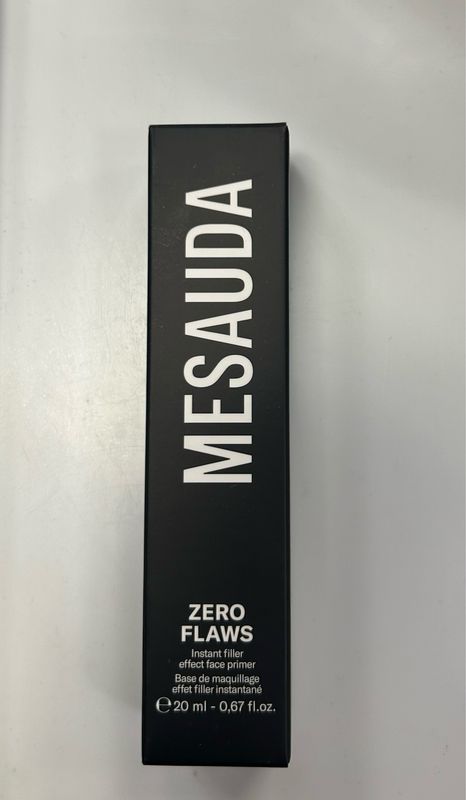 MESAUDA
ZERO
FLAWS
Instant filler
effect face primer
Base de maquillage
effet filler instantané
℮ 20 ml - 0,67 fl.oz.